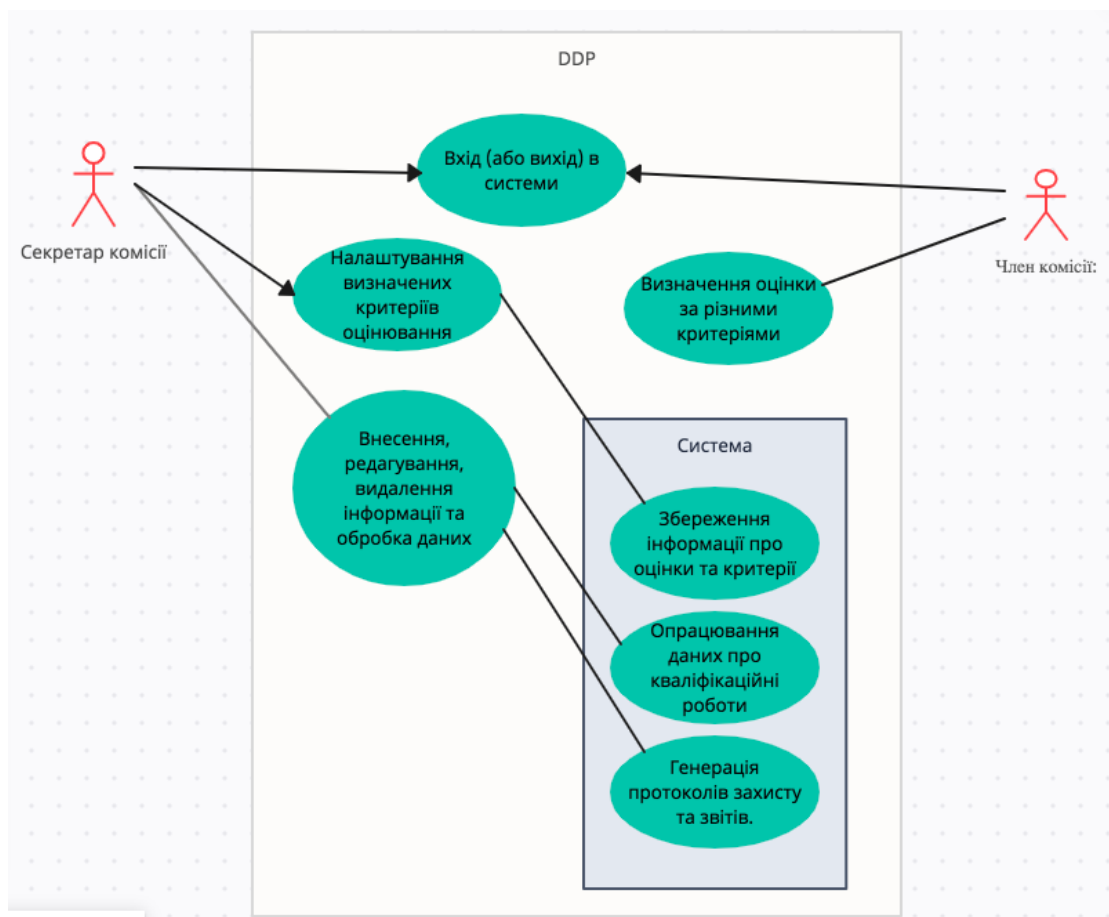 DDP
Вхід (або вихід) в
системи
Секретар комісії
Член комісії:
Налаштування
визначених
критеріїв
оцінювання
Визначення оцінки
за різними
критеріями
Внесення,
редагування,
видалення
інформації та
обробка даних
Система
Збереження
інформації про
оцінки та критерії
Опрацювання
даних про
кваліфікаційні
роботи
Генерація
протоколів захисту
та звітів.